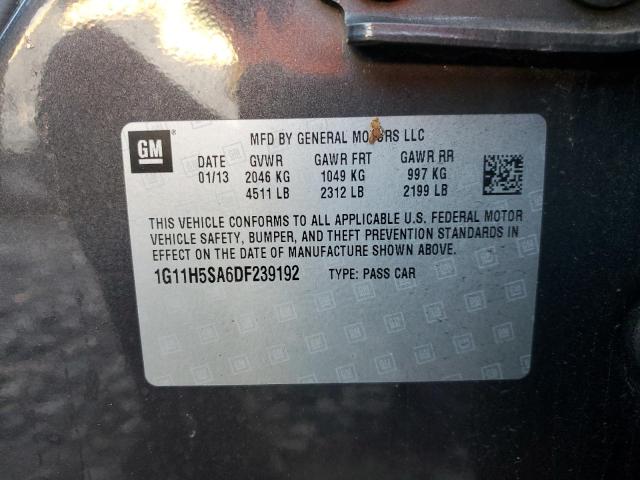 GM®
MFD BY GENERAL MOTORS LLC
DATE GVWR GAWR FRT GAWR RR
01/13 2046 KG 1049 KG 997 KG
4511 LB 2312 LB 2199 LB
THIS VEHICLE CONFORMS TO ALL APPLICABLE U.S. FEDERAL MOTOR
VEHICLE SAFETY, BUMPER, AND THEFT PREVENTION STANDARDS IN
EFFECT ON THE DATE OF MANUFACTURE SHOWN ABOVE.
1G11H5SA6DF239192 TYPE: PASS CAR